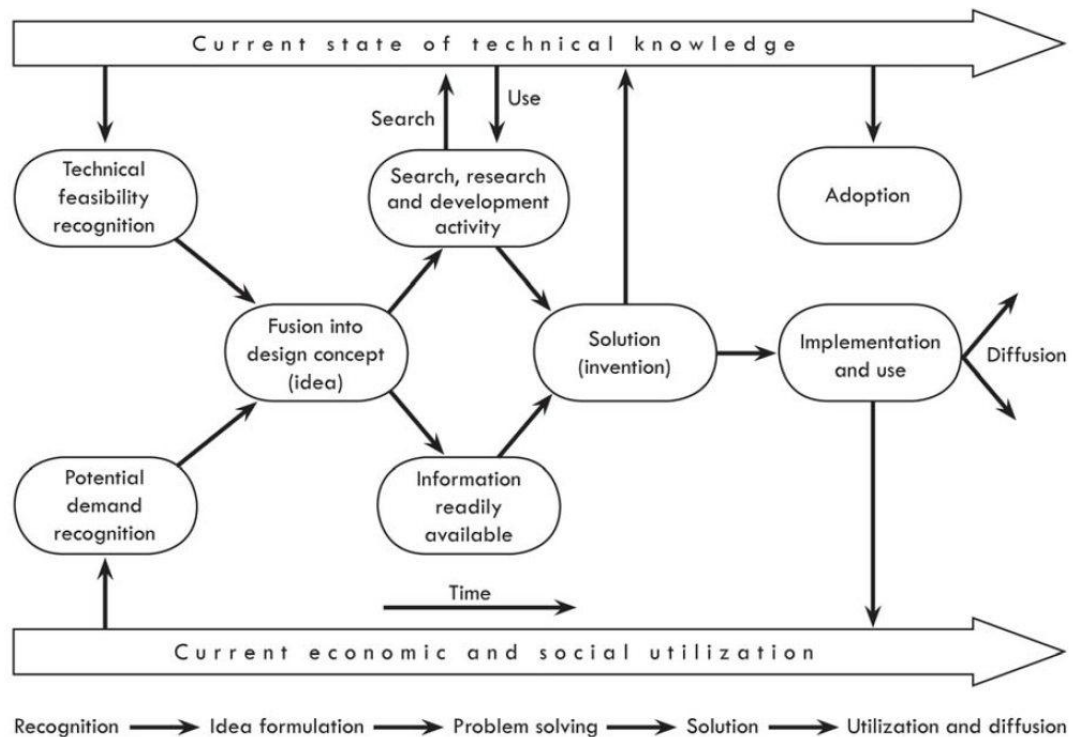 Current state of technical knowledge
Use
Search
Technical
feasibility
recognition
Search, research
and development
activity
Adoption
Fusion into
design concept
(idea)
Solution
(invention)
Implementation
and use
Diffusion
Potential
demand
recognition
Information
readily
available
Time
Current economic and social utilization
Recognition Idea formulation Problem solving Solution Utilization and diffusion